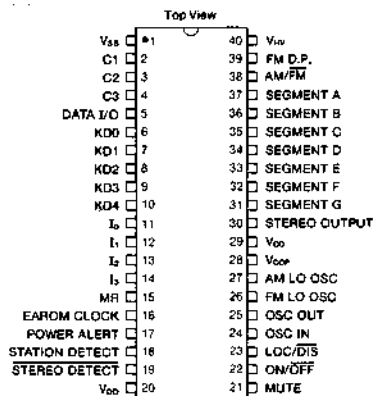 Top View
VSS 1 40 VHV
C1 2 39 FM D.P.
C2 3 38 AM/FM
C3 4 37 SEGMENT A
DATA I/O 5 36 SEGMENT B
KD0 6 35 SEGMENT C
KD1 7 34 SEGMENT D
KD2 8 33 SEGMENT E
KD3 9 32 SEGMENT F
KD4 10 31 SEGMENT G
I0 11 30 STEREO OUTPUT
I1 12 29
I2 13 28
I3 14 27 AM LO OSC
MR 15 26 FM LO OSC
EAROM CLOCK 16 25 OSC OUT
POWER ALERT 17 24 OSC IN
STATION DETECT 18 23 LOC/DIS
STEREO DETECT 19 22 ON/OFF
VDD 20 21 MUTE